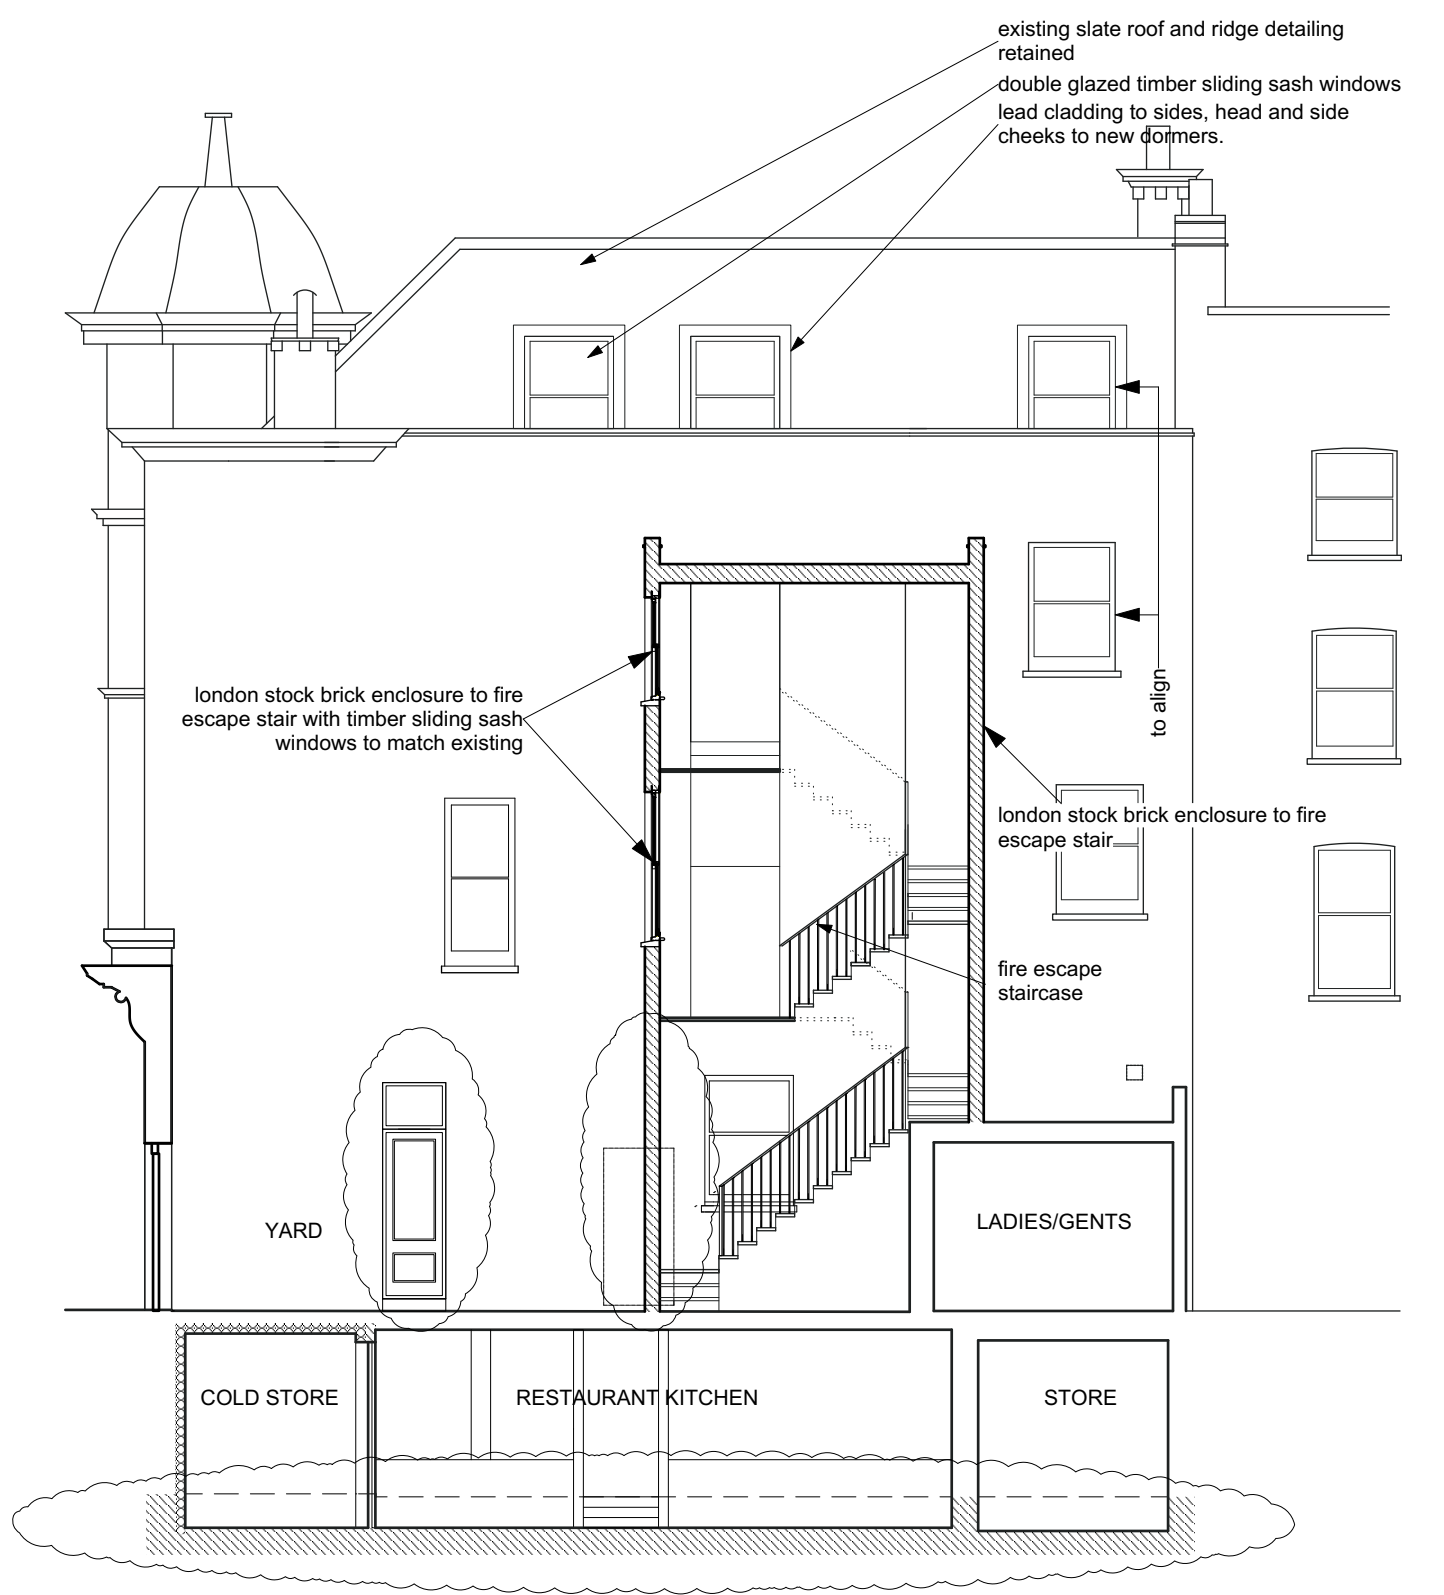 existing slate roof and ridge detailing
retained
double glazed timber sliding sash windows
lead cladding to sides, head and side
cheeks to new dormers.
london stock brick enclosure to fire
escape stair with timber sliding sash
windows to match existing
to align
london stock brick enclosure to fire
escape stair
fire escape
staircase
YARD
LADIES/GENTS
COLD STORE
RESTAURANT KITCHEN
STORE